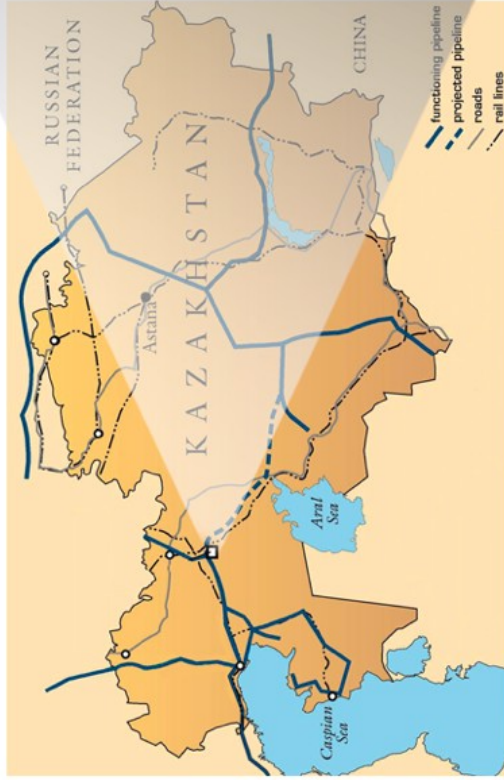 RUSSIAN
FEDERATION
KAZAKHSTAN
Astana
CHINA
Aral
Sea
Caspian
Sea
functioning pipeline
projected pipeline
roads
rail lines